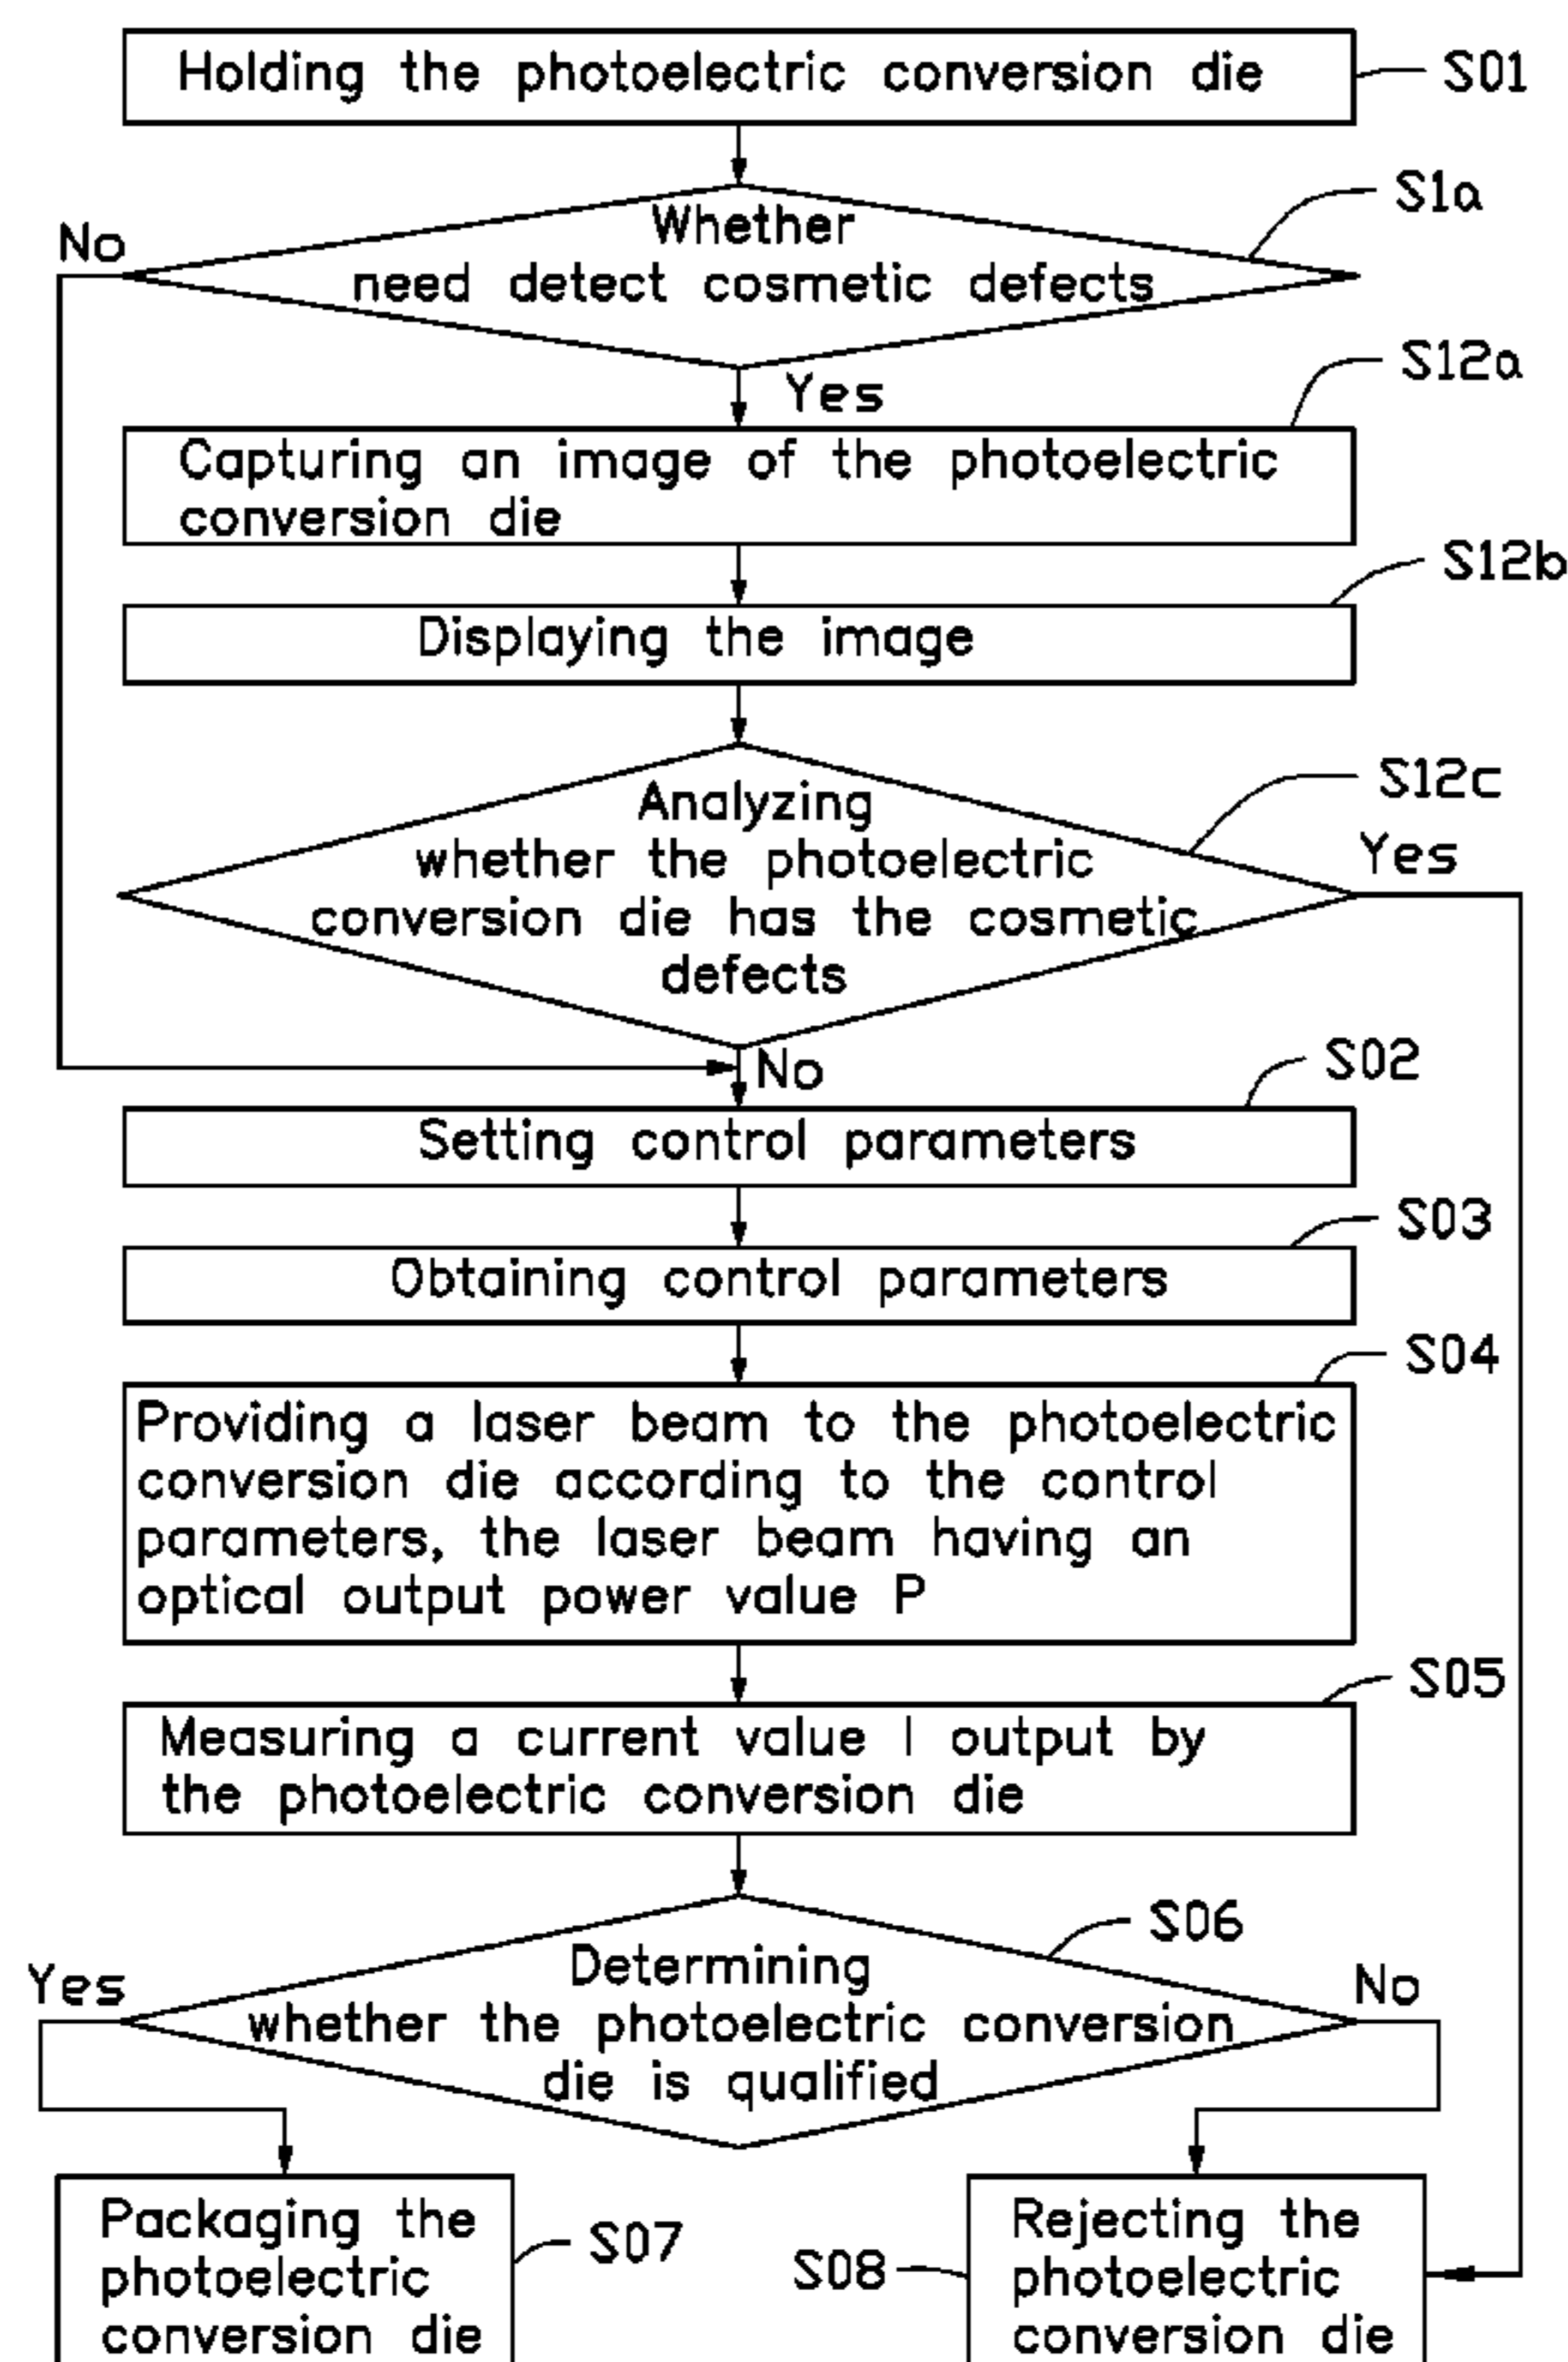 Holding the photoelectric conversion die
S01
S1a
No
Whether
need detect cosmetic defects
S12a
Yes
Capturing an image of the photoelectric
conversion die
S12b
Displaying the image
S12c
Analyzing
whether the photoelectric
conversion die has the cosmetic
defects
Yes
No
S02
Setting control parameters
S03
Obtaining control parameters
S04
Providing a laser beam to the photoelectric
conversion die according to the control
parameters, the laser beam having an
optical output power value P
S05
Measuring a current value I output by
the photoelectric conversion die
S06
Determining
whether the photoelectric conversion
die is qualified
Yes
No
Packaging the
photoelectric
conversion die
S07
S08
Rejecting the
photoelectric
conversion die